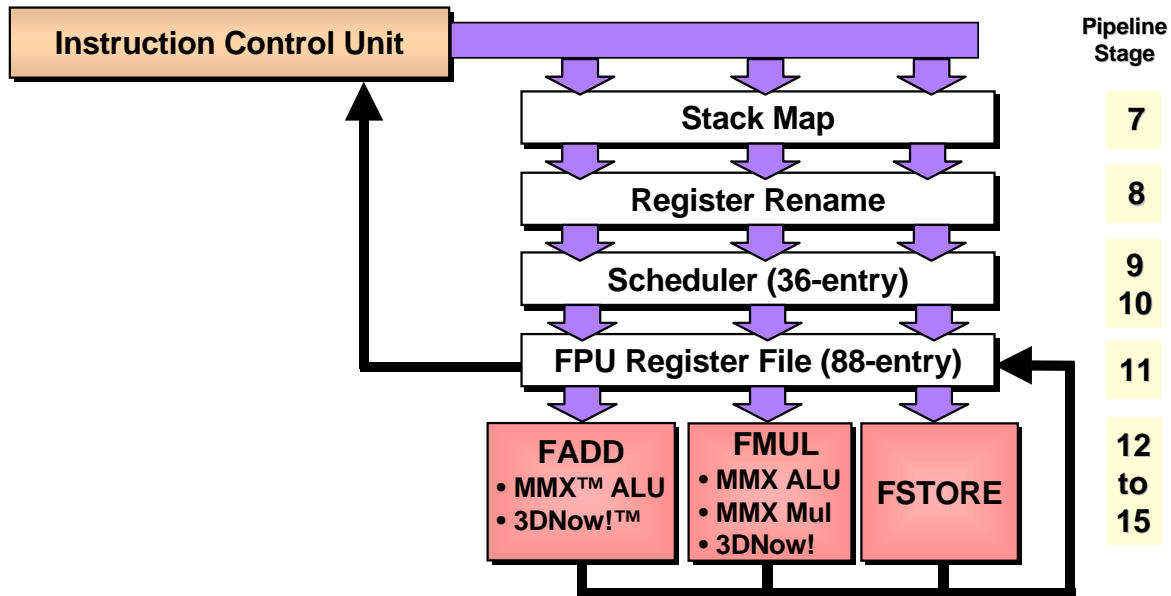 Instruction Control Unit
Pipeline
Stage
Stack Map
7
Register Rename
8
Scheduler (36-entry)
9
10
FPU Register File (88-entry)
11
FADD
• MMX™ ALU
• 3DNow!™
FMUL
• MMX ALU
• MMX Mul
• 3DNow!
FSTORE
12
to
15